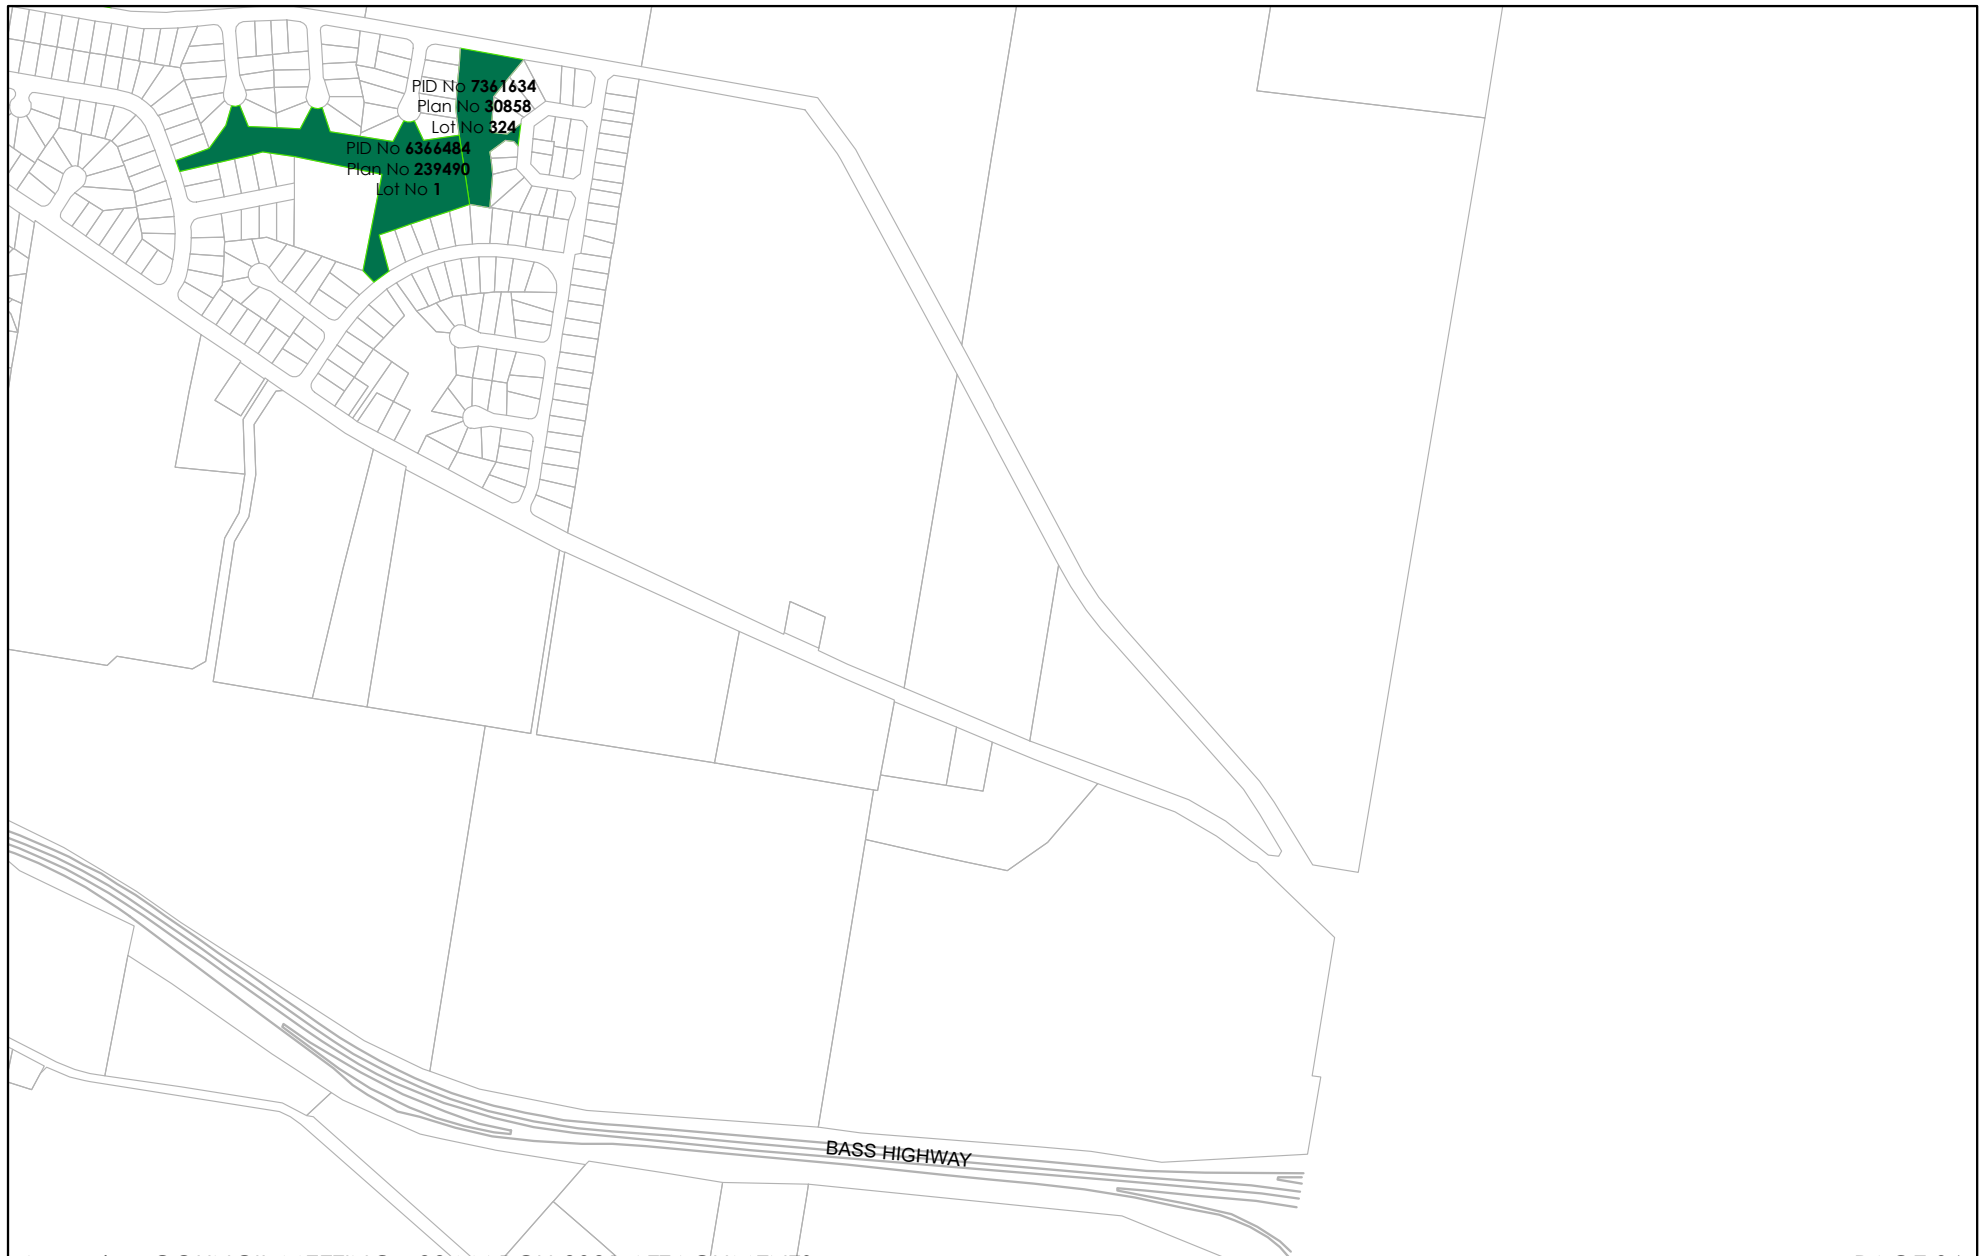 PID No 7361634
Plan No 30858
Lot No 324
PID No 6366484
Plan No 239490
Lot No 1
BASS HIGHWAY